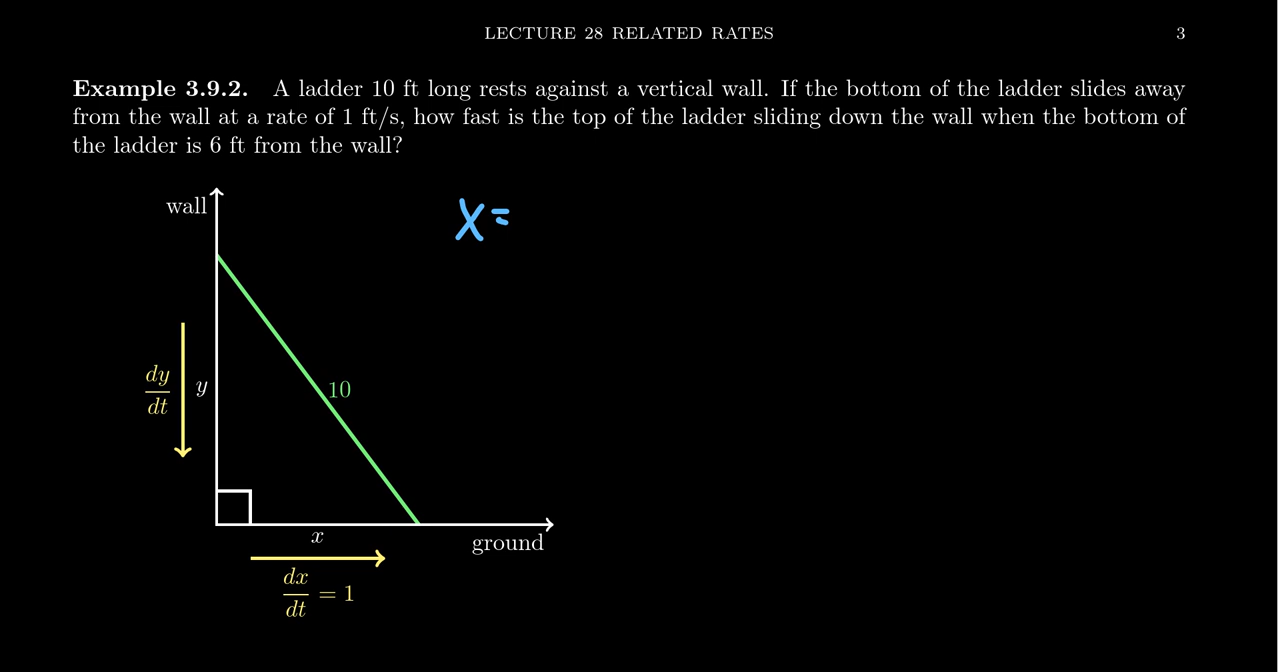 LECTURE 28 RELATED RATES 3
Example 3.9.2. A ladder 10 ft long rests against a vertical wall. If the bottom of the ladder slides away
from the wall at a rate of 1 ft/s, how fast is the top of the ladder sliding down the wall when the bottom of
the ladder is 6 ft from the wall?
wall
x =
dy/dt
y
10
x
ground
dx/dt = 1